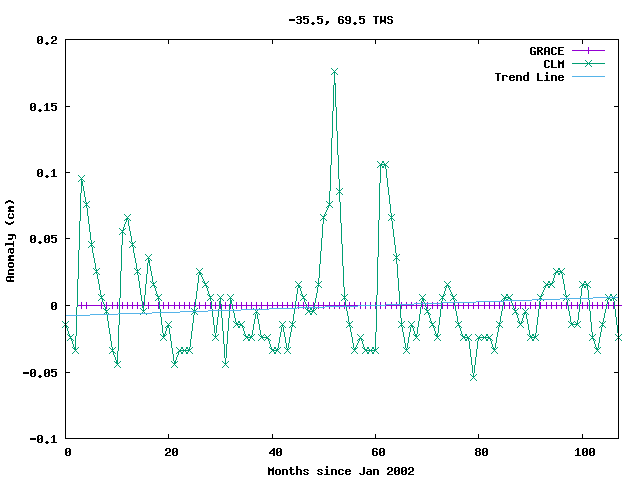 -35.5, 69.5 TWS
GRACE
CLM
Trend Line
0.2
0.15
0.1
0.05
0
-0.05
-0.1
Anomaly (cm)
0 20 40 60 80 100
Months since Jan 2002